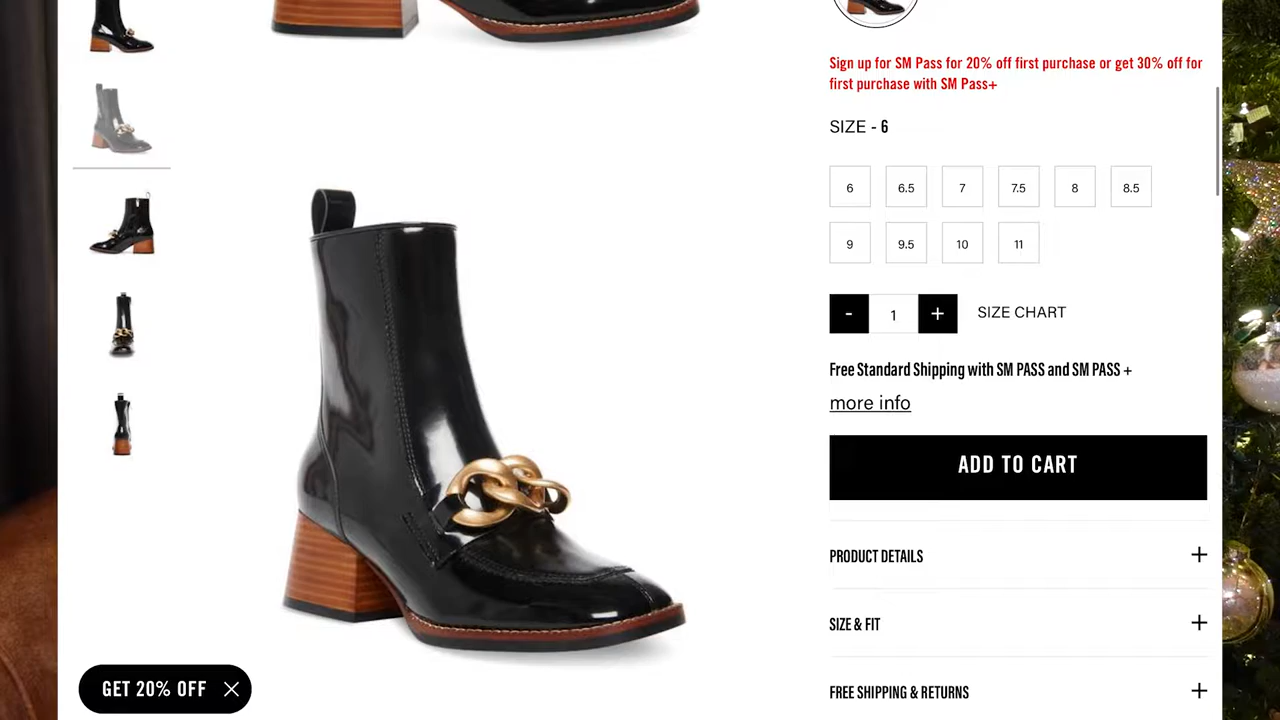 Sign up for SM Pass for 20% off first purchase or get 30% off for
first purchase with SM Pass+
SIZE - 6
6 6.5 7 7.5 8 8.5
9 9.5 10 11
- 1 + SIZE CHART
Free Standard Shipping with SM PASS and SM PASS +
more info
ADD TO CART
PRODUCT DETAILS +
SIZE & FIT +
FREE SHIPPING & RETURNS +
GET 20% OFF ×